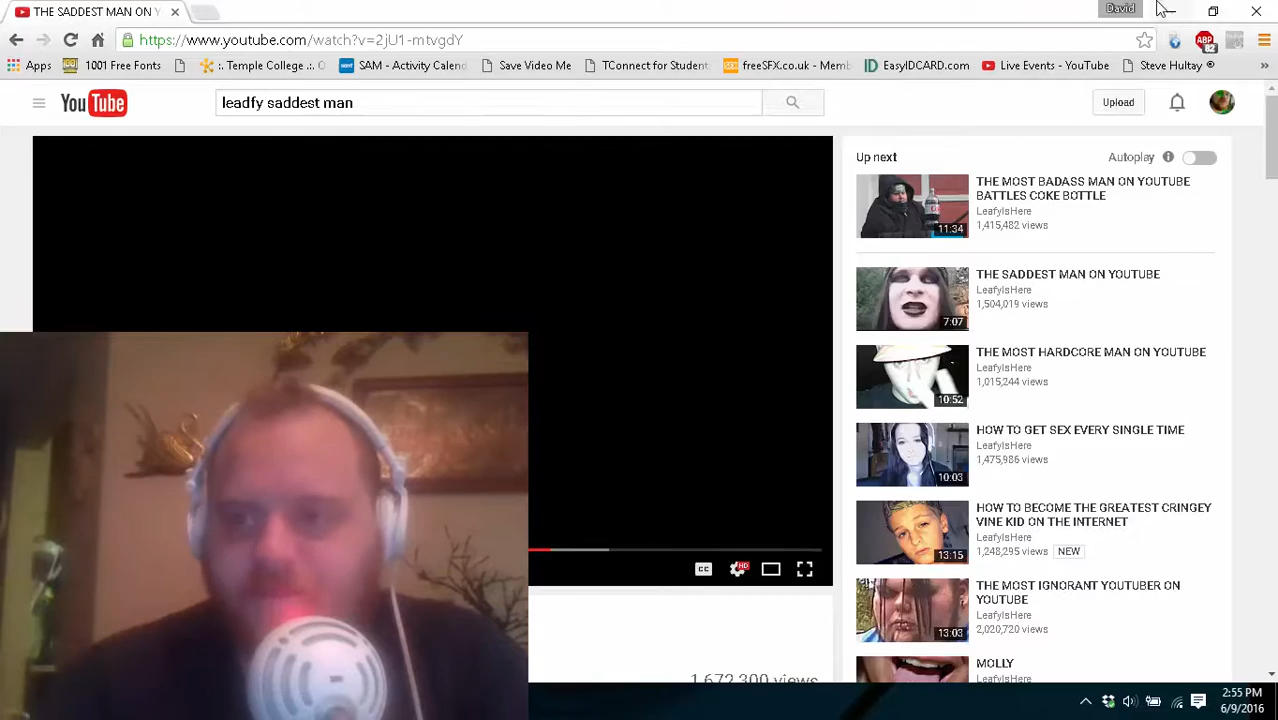 THE SADDEST MAN ON Y
David
https://www.youtube.com/watch?v=2jU1-mtvgdY
ABP
82
Apps
1001 Free Fonts
:. Temple College .:
SAM - Activity Calend
Save Video Me
TConnect for Student
freeSFX.co.uk - Memb
EasyIDCARD.com
Live Events - YouTube
Steve Hultay
YouTube
leadfy saddest man
Upload
Up next
Autoplay
THE MOST BADASS MAN ON YOUTUBE
BATTLES COKE BOTTLE
LeafyIsHere
1,415,482 views
11:34
THE SADDEST MAN ON YOUTUBE
LeafyIsHere
1,504,019 views
7:07
THE MOST HARDCORE MAN ON YOUTUBE
LeafyIsHere
1,015,244 views
10:52
HOW TO GET SEX EVERY SINGLE TIME
LeafyIsHere
1,475,986 views
10:03
HOW TO BECOME THE GREATEST CRINGEY
VINE KID ON THE INTERNET
LeafyIsHere
1,248,295 views NEW
13:15
THE MOST IGNORANT YOUTUBER ON
YOUTUBE
LeafyIsHere
2,020,720 views
13:03
MOLLY
CC
HD
1,672,300 views
2:55 PM
6/9/2016